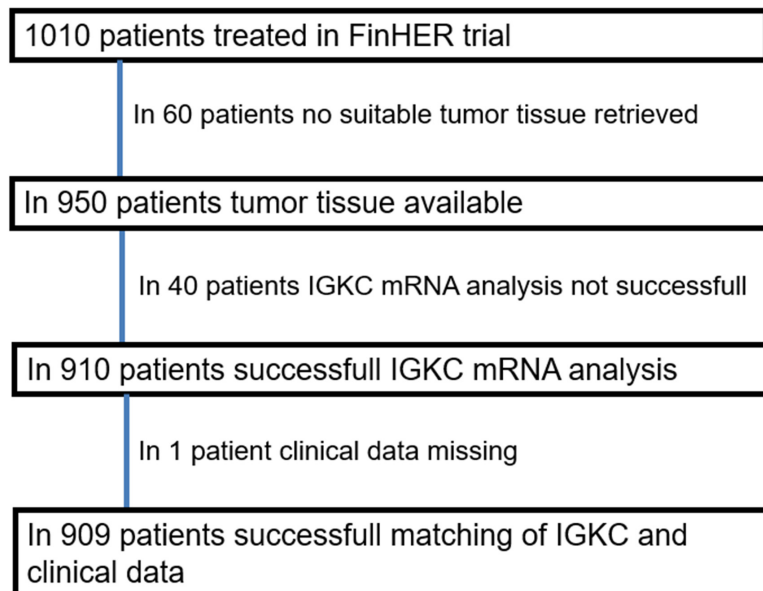 1010 patients treated in FinHER trial
In 60 patients no suitable tumor tissue retrieved
In 950 patients tumor tissue available
In 40 patients IGKC mRNA analysis not successfull
In 910 patients successfull IGKC mRNA analysis
In 1 patient clinical data missing
In 909 patients successfull matching of IGKC and
clinical data